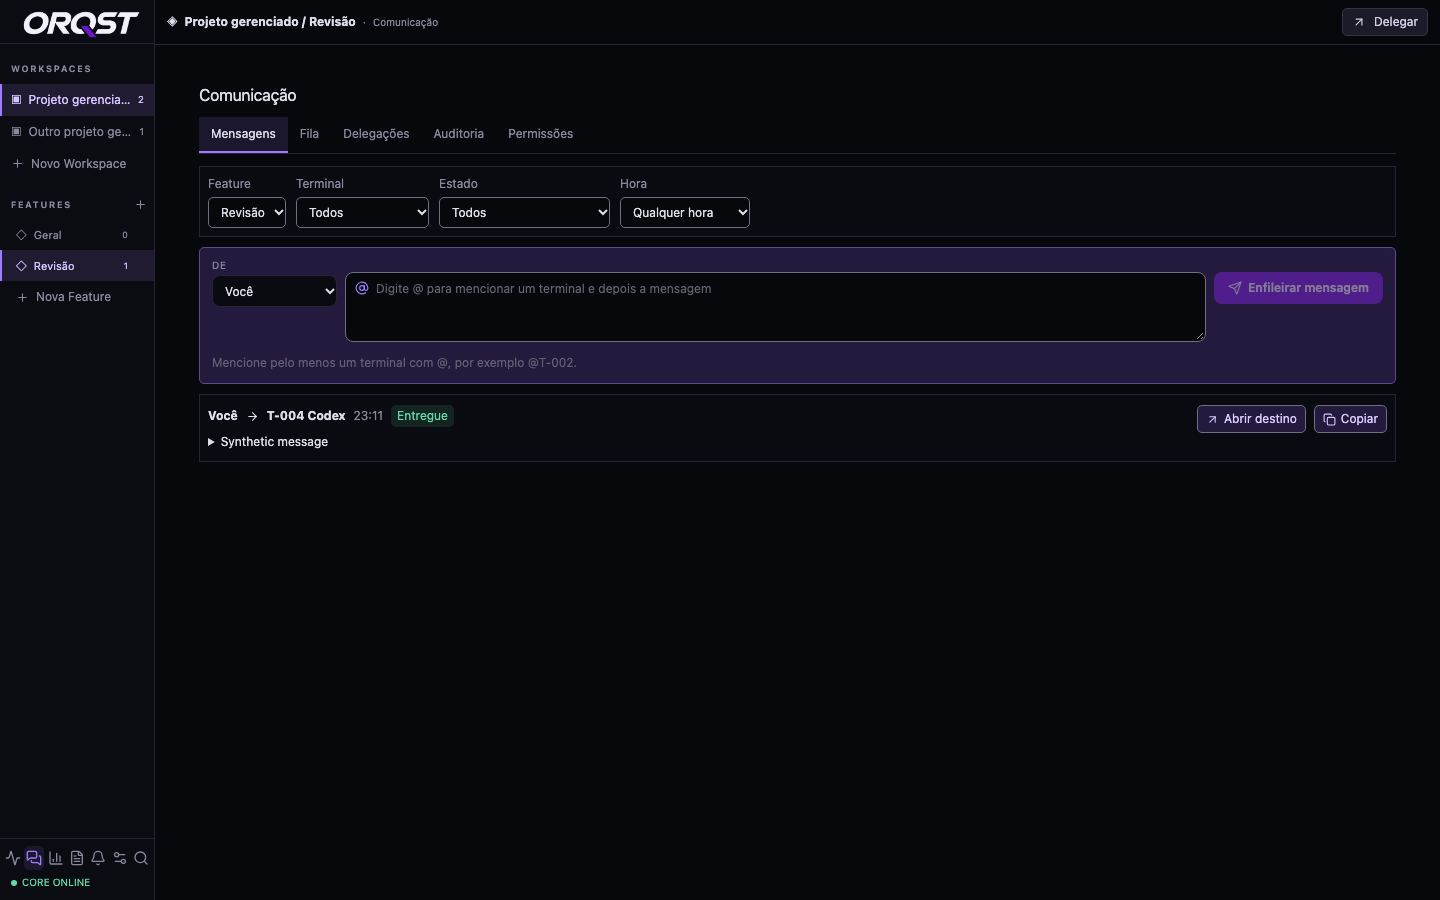 ORQST
Projeto gerenciado / Revisão · Comunicação
Delegar
WORKSPACES
Projeto gerencia... 2
Outro projeto ge... 1
+ Novo Workspace
FEATURES +
Geral 0
Revisão 1
+ Nova Feature
CORE ONLINE
Comunicação
Mensagens Fila Delegações Auditoria Permissões
Feature Terminal Estado Hora
Revisão Todos Todos Qualquer hora
DE
Você
@ Digite @ para mencionar um terminal e depois a mensagem
Enfileirar mensagem
Mencione pelo menos um terminal com @, por exemplo @T-002.
Você → T-004 Codex 23:11 Entregue
Abrir destino Copiar
Synthetic message